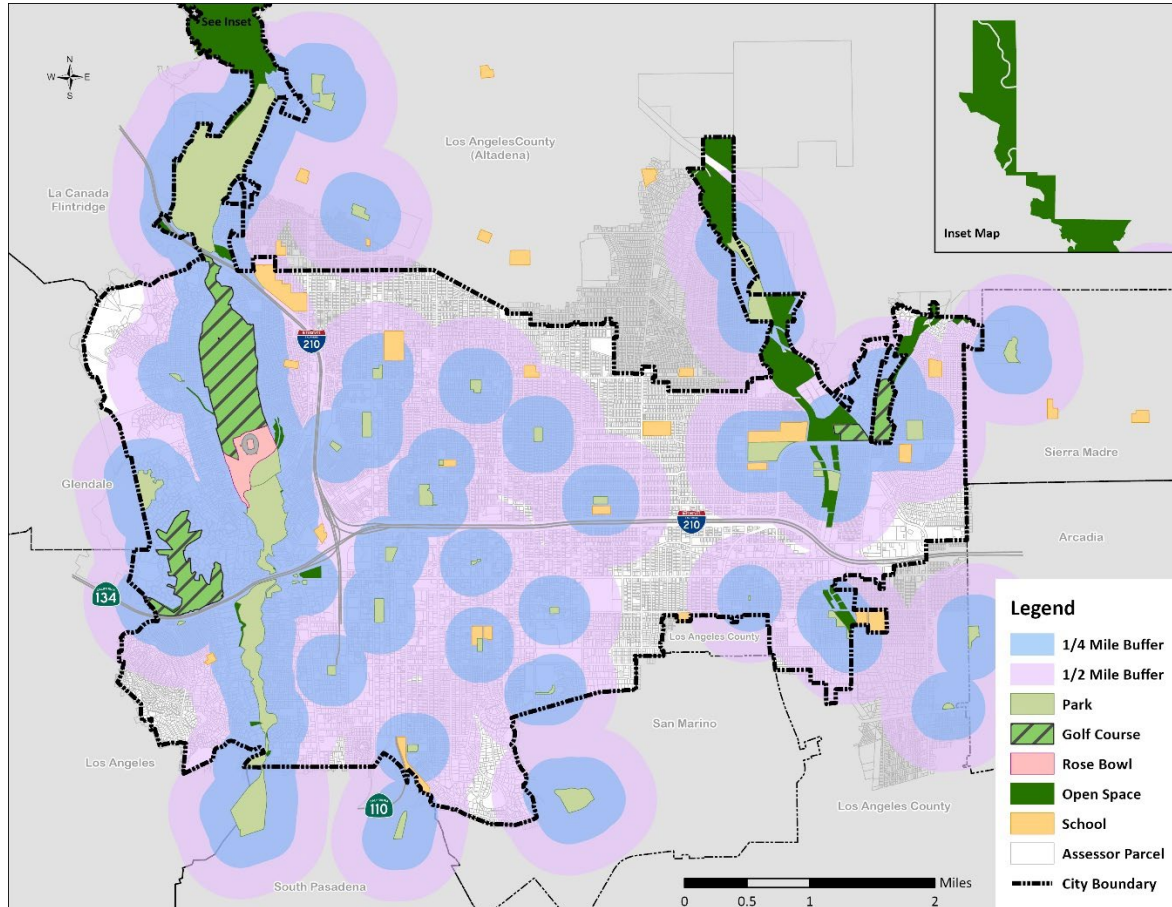 See Inset
N
W E
S
Los AngelesCounty
(Altadena)
La Canada
Flintridge
Inset Map
210
Glendale
Sierra Madre
210
Arcadia
134
Los Angeles County
San Marino
Los Angeles
110
Los Angeles County
South Pasadena
Legend
1/4 Mile Buffer
1/2 Mile Buffer
Park
Golf Course
Rose Bowl
Open Space
School
Assessor Parcel
City Boundary
Miles
0 0.5 1 2